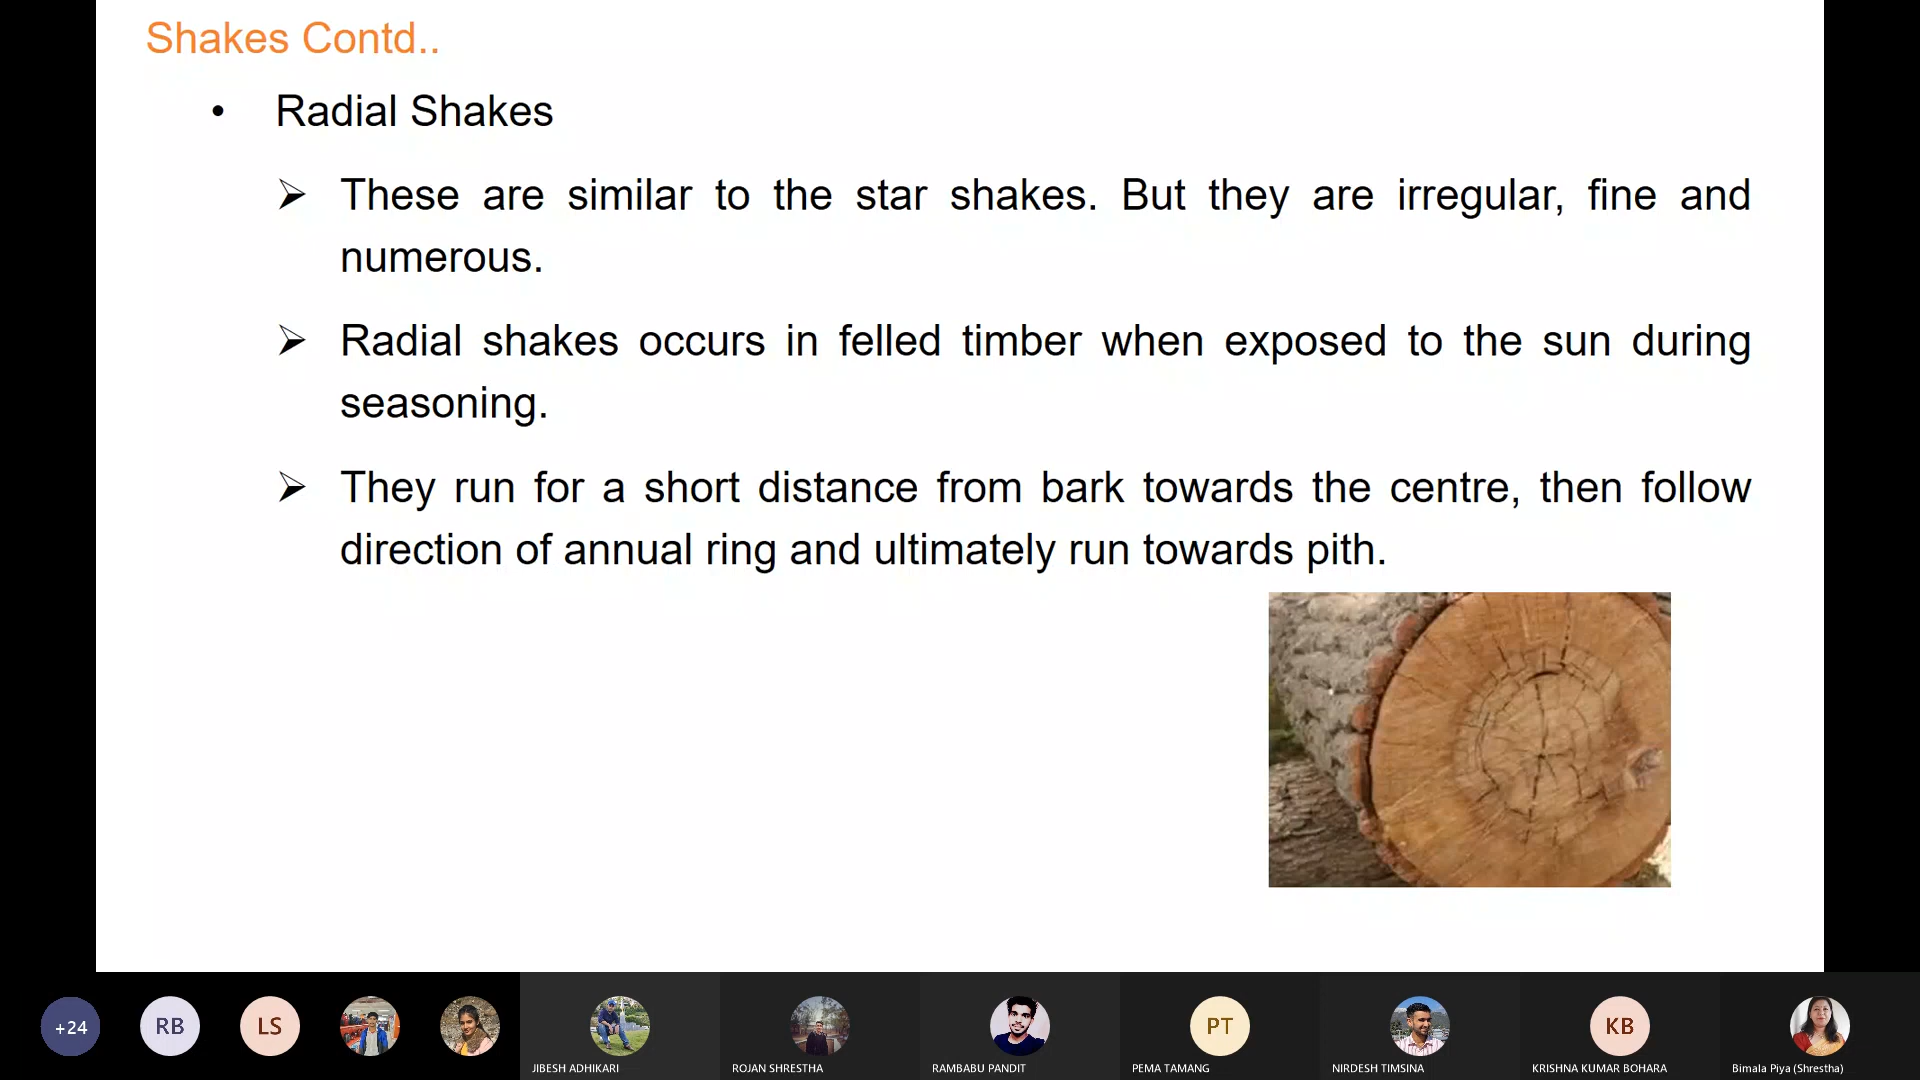 Shakes Contd..
• Radial Shakes
➢ These are similar to the star shakes. But they are irregular, fine and
numerous.
➢ Radial shakes occurs in felled timber when exposed to the sun during
seasoning.
➢ They run for a short distance from bark towards the centre, then follow
direction of annual ring and ultimately run towards pith.
+24
RB
LS
PT
KB
JIBESH ADHIKARI
ROJAN SHRESTHA
RAMBABU PANDIT
PEMA TAMANG
NIRDESH TIMSINA
KRISHNA KUMAR BOHARA
Bimala Piya (Shrestha)